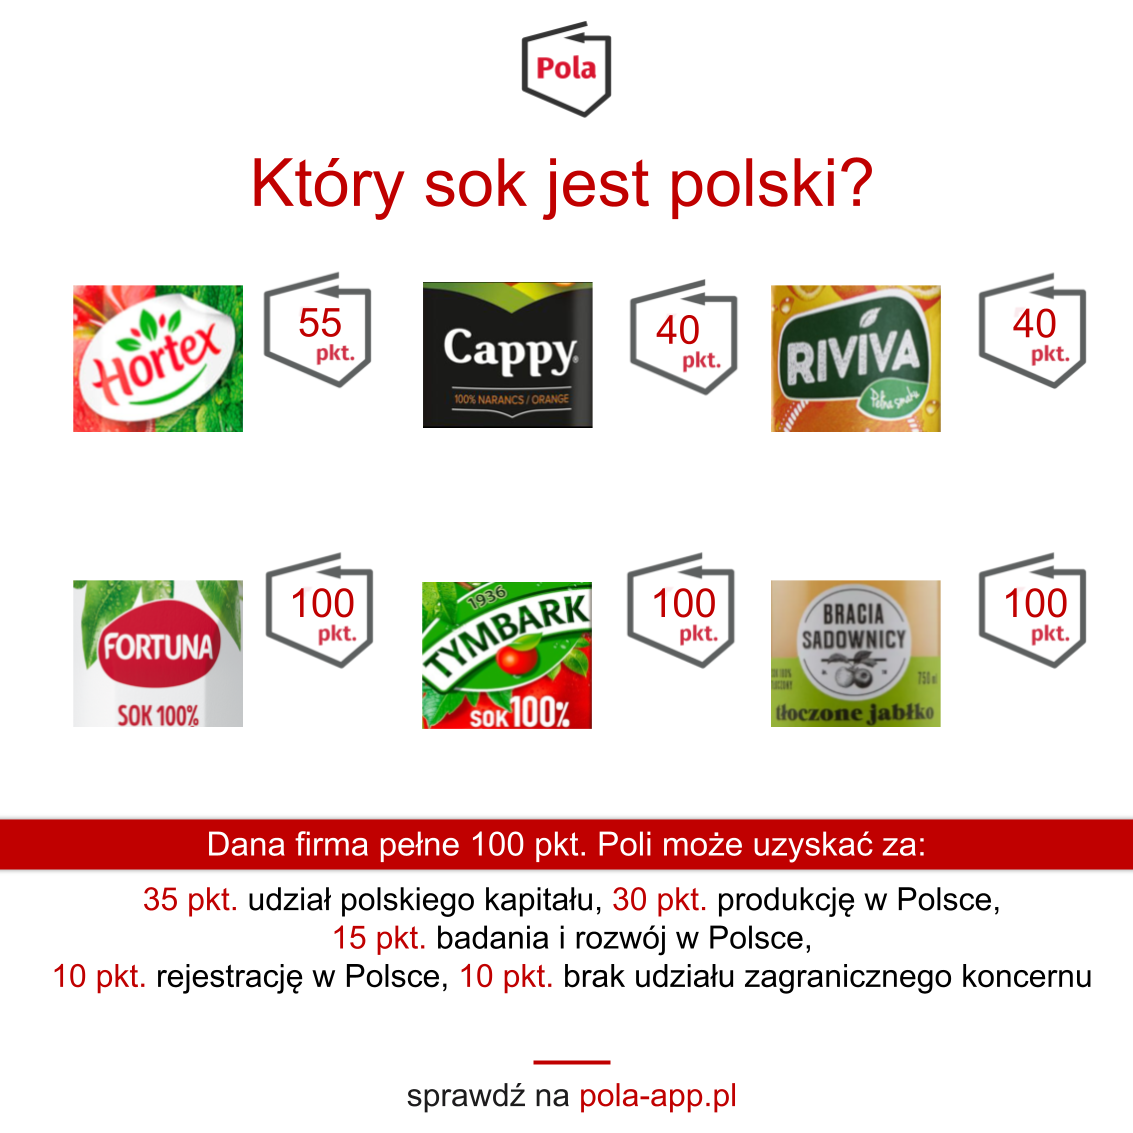 Pola
Który sok jest polski?
Hortex
55
pkt.
Cappy
100% NARANCS / ORANGE
40
pkt.
RIVIVA
Pełne smaku
40
pkt.
FORTUNA
SOK 100%
100
pkt.
1936
TYMBARK
SOK 100%
100
pkt.
BRACIA
SADOWNICY
750 ml
tłoczone jabłko
100
pkt.
Dana firma pełne 100 pkt. Poli może uzyskać za:
35 pkt. udział polskiego kapitału, 30 pkt. produkcję w Polsce,
15 pkt. badania i rozwój w Polsce,
10 pkt. rejestrację w Polsce, 10 pkt. brak udziału zagranicznego koncernu
sprawdź na pola-app.pl